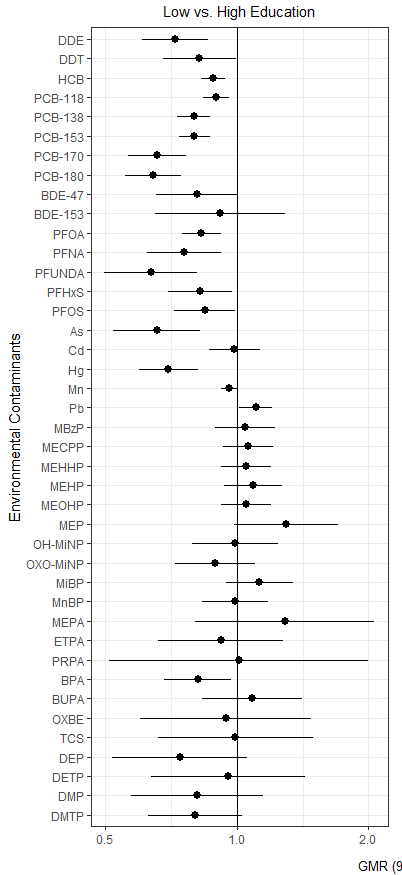 Low vs. High Education
Environmental Contaminants
DDE
DDT
HCB
PCB-118
PCB-138
PCB-153
PCB-170
PCB-180
BDE-47
BDE-153
PFOA
PFNA
PFUNDA
PFHxS
PFOS
As
Cd
Hg
Mn
Pb
MBzP
MECPP
MEHHP
MEHP
MEOHP
MEP
OH-MiNP
OXO-MiNP
MiBP
MnBP
MEPA
ETPA
PRPA
BPA
BUPA
OXBE
TCS
DEP
DETP
DMP
DMTP
0.5 1.0 2.0
GMR (9